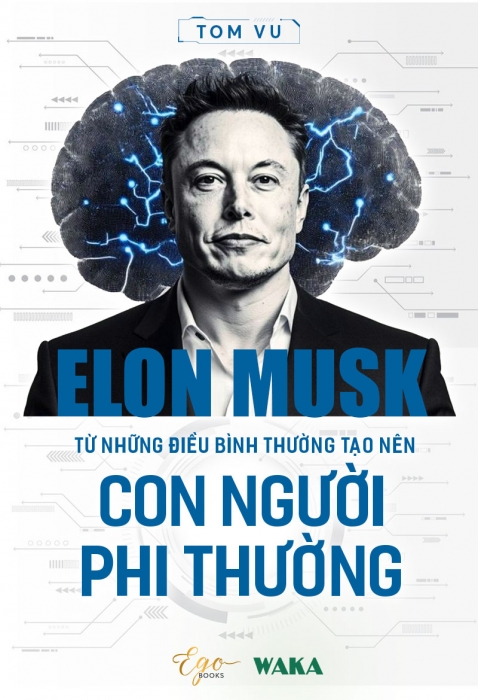 TOM VU
ELON MUSK
TỪ NHỮNG ĐIỀU BÌNH THƯỜNG TẠO NÊN
CON NGƯỜI
PHI THƯỜNG
Ego BOOKS WAKA